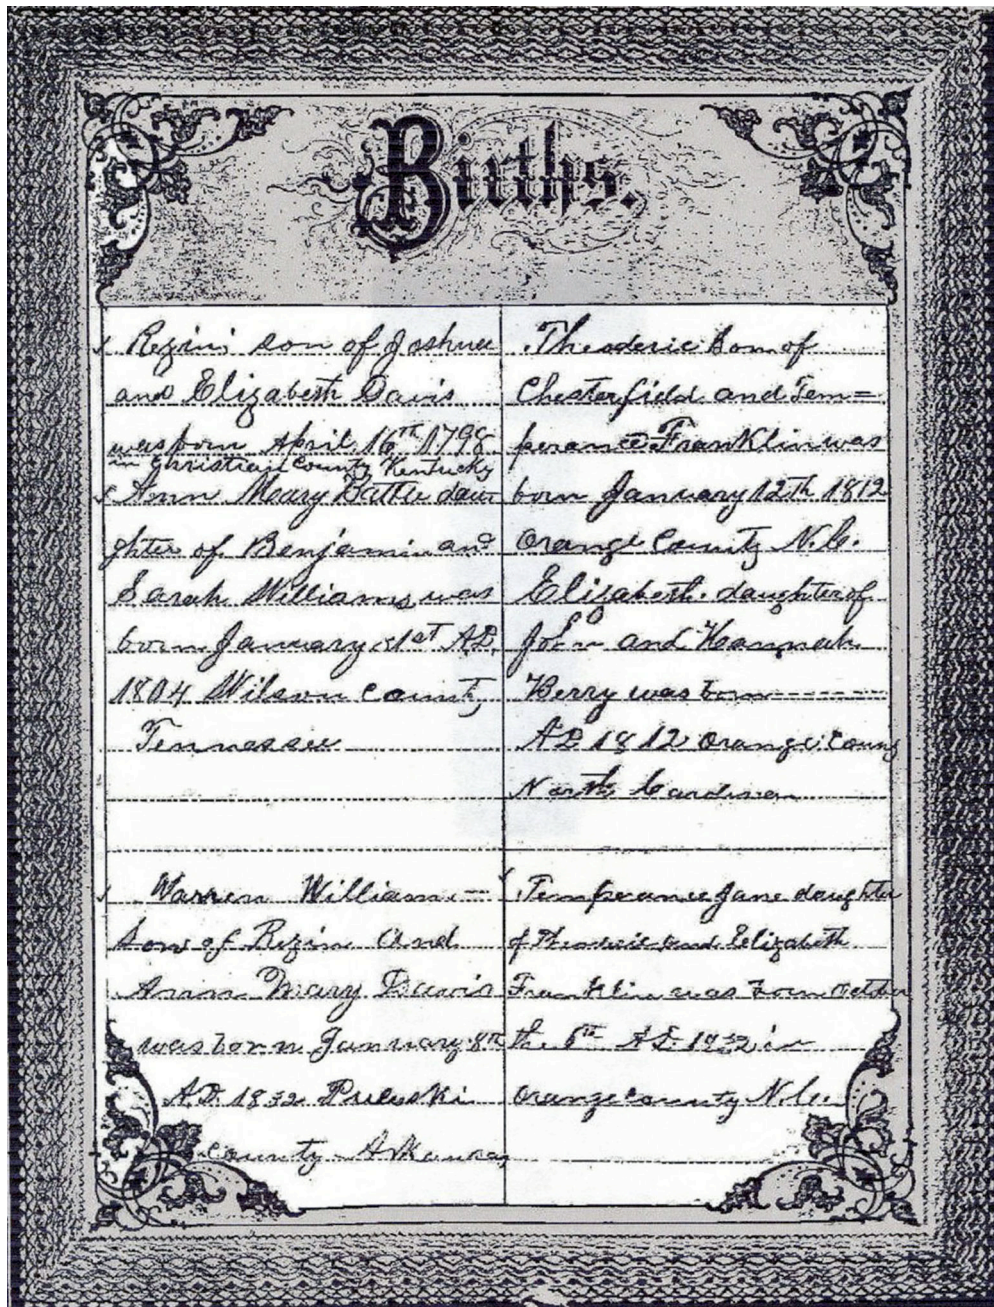 Births.
Rezin son of Joshua
and Elizabeth Davis
was born April 16th 1798
in Christian County Kentucky
Ann Mary Battle daw
ghter of Benjamin and
Sarah Williams was
born January 1st AD.
1804 Wilson County
Tennessee
Warren William
Son of Rezin and
Annn Mary Davis
was born January 8th
AD. 1832 Puluski
County Arkansas
Theoderic Son of
Chesterfield and Tem=
perance Franklin was
born January 12th 1812
Orange County N.C.
Elizabeth daughter of
John and Hannah
Berry was born --------
AD 1812 Orange County
North Carolina
Temperance Jane daughter
of Theodric and Elizabeth
Franklin was born October
the 6th AD 1832 in
Orange County N.C.